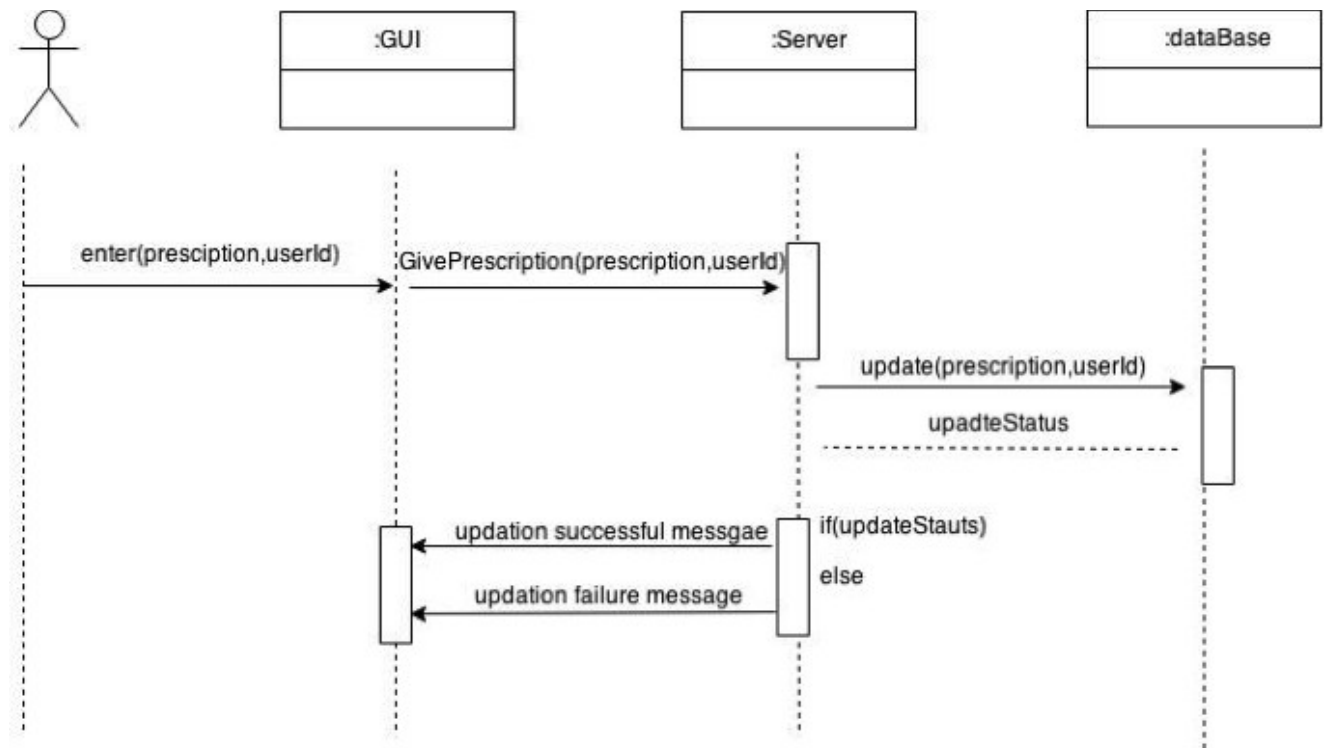 :GUI
:Server
:dataBase
enter(presciption,userId)
GivePrescription(prescription,userId)
update(prescription,userId)
upadteStatus
updation successful messgae
if(updateStauts)
else
updation failure message